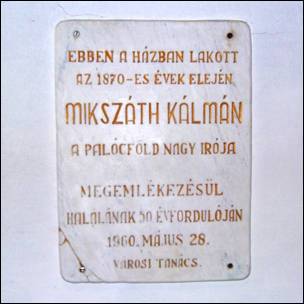 EBBEN A HÁZBAN LAKOTT
AZ 1870-ES ÉVEK ELEJÉN
MIKSZÁTH KÁLMÁN
A PALÓCFÖLD NAGY IRÓJA
MEGEMLÉKEZÉSÜL
HALÁLÁNAK 50 ÉVFORDULÓJÁN
1960. MÁJUS 28.
VÁROSI TANÁCS.